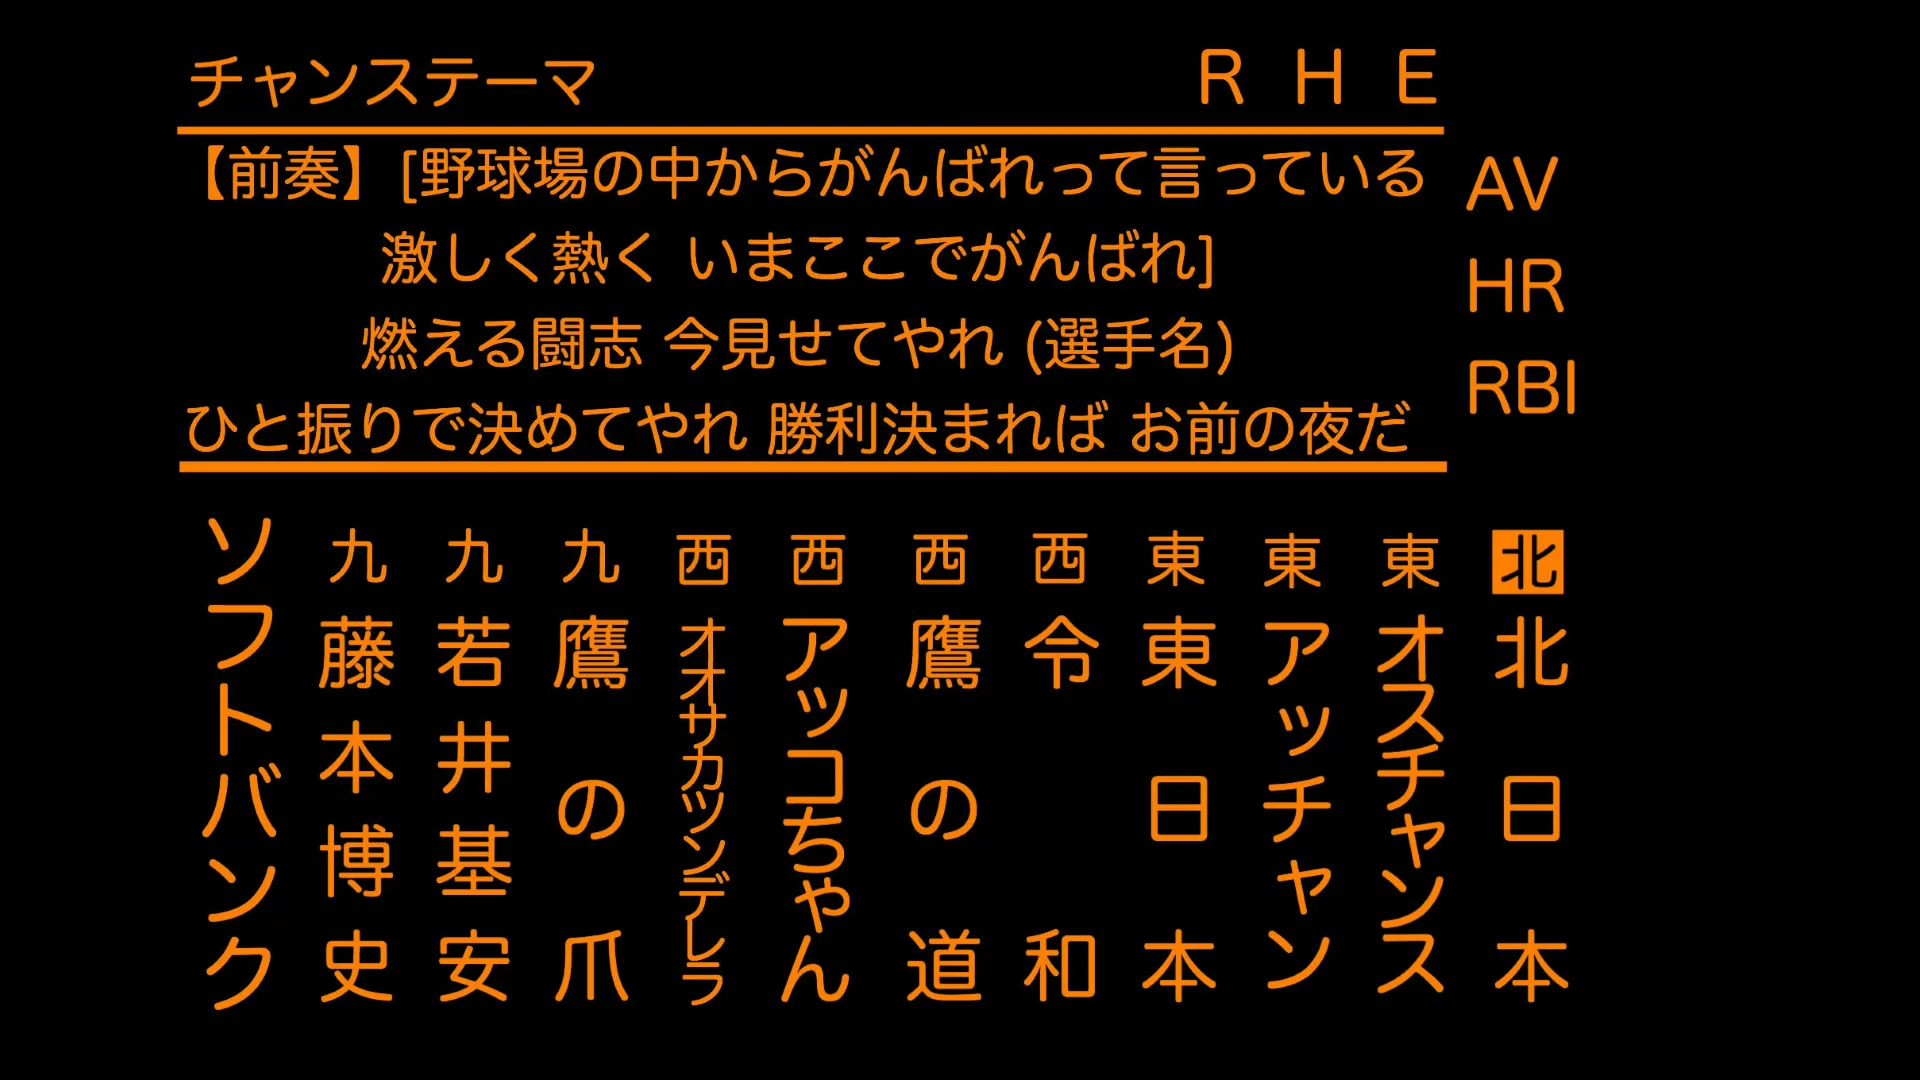 チャンステーマ
R H E
【前奏】[野球場の中からがんばれって言っている
激しく熱く いまここでがんばれ]
燃える闘志 今見せてやれ (選手名)
ひと振りで決めてやれ 勝利決まれば お前の夜だ
AV
HR
RBI
ソフトバンク
九 藤本博史
九 若井基安
九 鷹の爪
西 オオサカツンデレラ
西 アッコちゃん
西 鷹の道
西 令和
東 東日本
東 アッチャン
東 オスチャンス
北 北日本